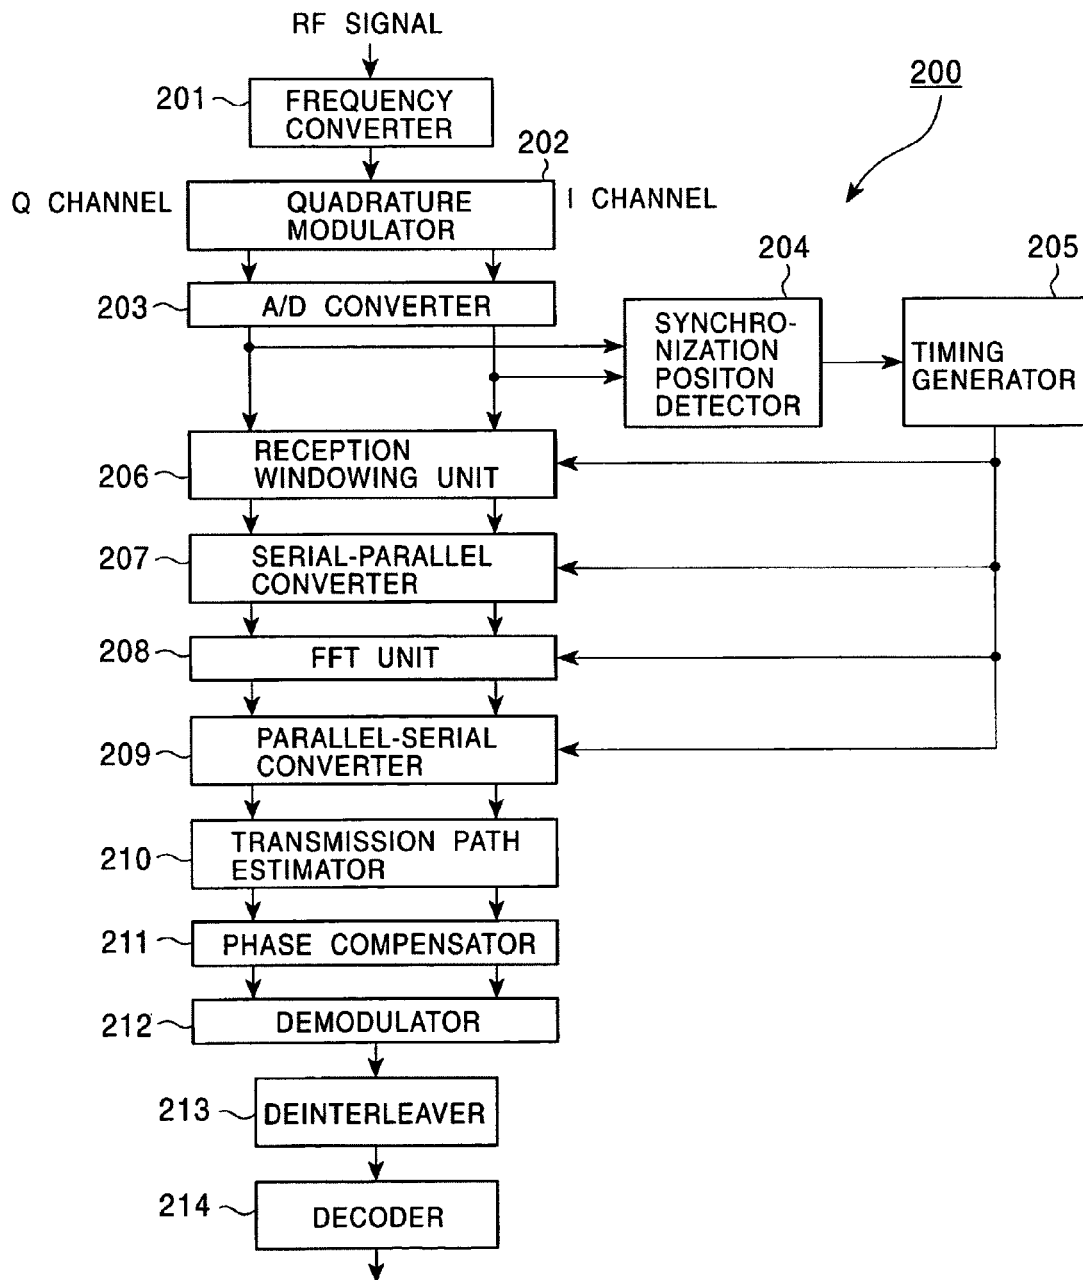 RF SIGNAL
200
201
FREQUENCY
CONVERTER
202
Q CHANNEL
QUADRATURE
MODULATOR
I CHANNEL
204
205
203
A/D CONVERTER
SYNCHRO-
NIZATION
POSITON
DETECTOR
TIMING
GENERATOR
206
RECEPTION
WINDOWING UNIT
207
SERIAL-PARALLEL
CONVERTER
208
FFT UNIT
209
PARALLEL-SERIAL
CONVERTER
210
TRANSMISSION PATH
ESTIMATOR
211
PHASE COMPENSATOR
212
DEMODULATOR
213
DEINTERLEAVER
214
DECODER